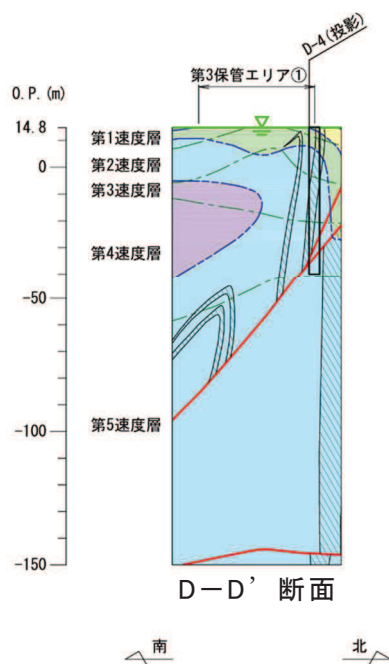 D-4(投影)
第3保管エリア①
O.P.(m)
14.8
第1速度層
0
第2速度層
第3速度層
第4速度層
-50
-100
第5速度層
-150
D－D’断面
南 北